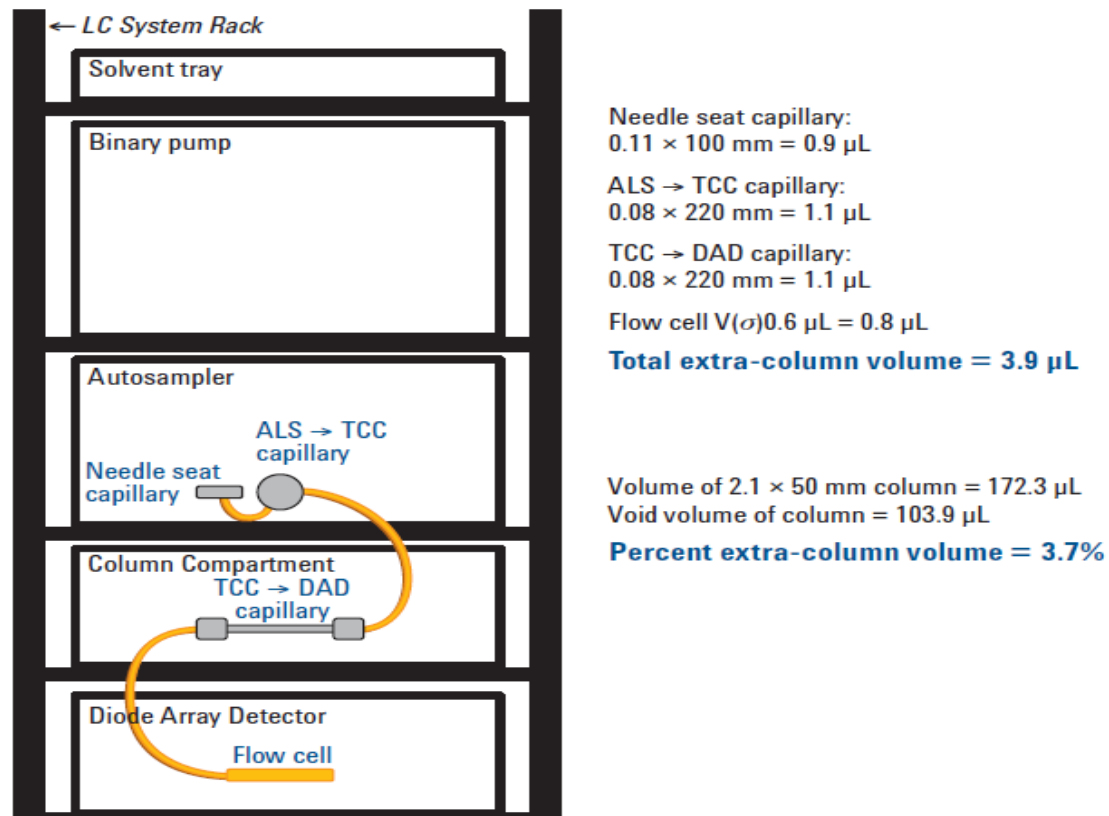 ← LC System Rack
Solvent tray
Binary pump
Autosampler
ALS → TCC
capillary
Needle seat
capillary
Column Compartment
TCC → DAD
capillary
Diode Array Detector
Flow cell
Needle seat capillary:
0.11 × 100 mm = 0.9 µL
ALS → TCC capillary:
0.08 × 220 mm = 1.1 µL
TCC → DAD capillary:
0.08 × 220 mm = 1.1 µL
Flow cell V(σ)0.6 µL = 0.8 µL
Total extra-column volume = 3.9 µL
Volume of 2.1 × 50 mm column = 172.3 µL
Void volume of column = 103.9 µL
Percent extra-column volume = 3.7%